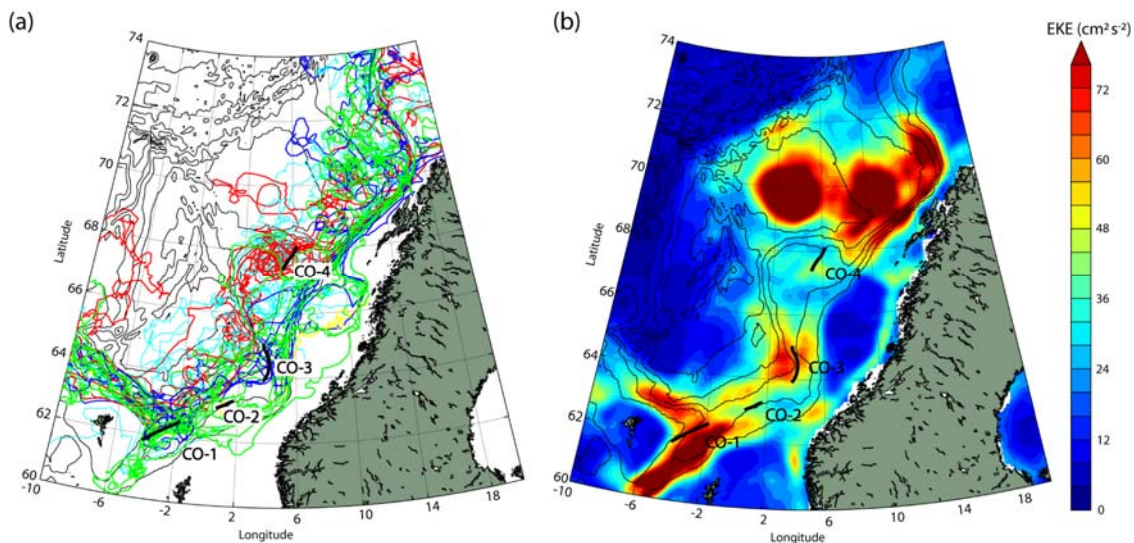 (a)
(b)
EKE (cm² s⁻²)
74
72
70
68
66
64
62
60
Latitude
-10
-6
-2
2
6
10
14
18
Longitude
CO-4
CO-3
CO-2
CO-1
74
72
70
68
66
64
62
60
Latitude
-10
-6
-2
2
6
10
14
18
Longitude
CO-4
CO-3
CO-2
CO-1
72
60
48
36
24
12
0